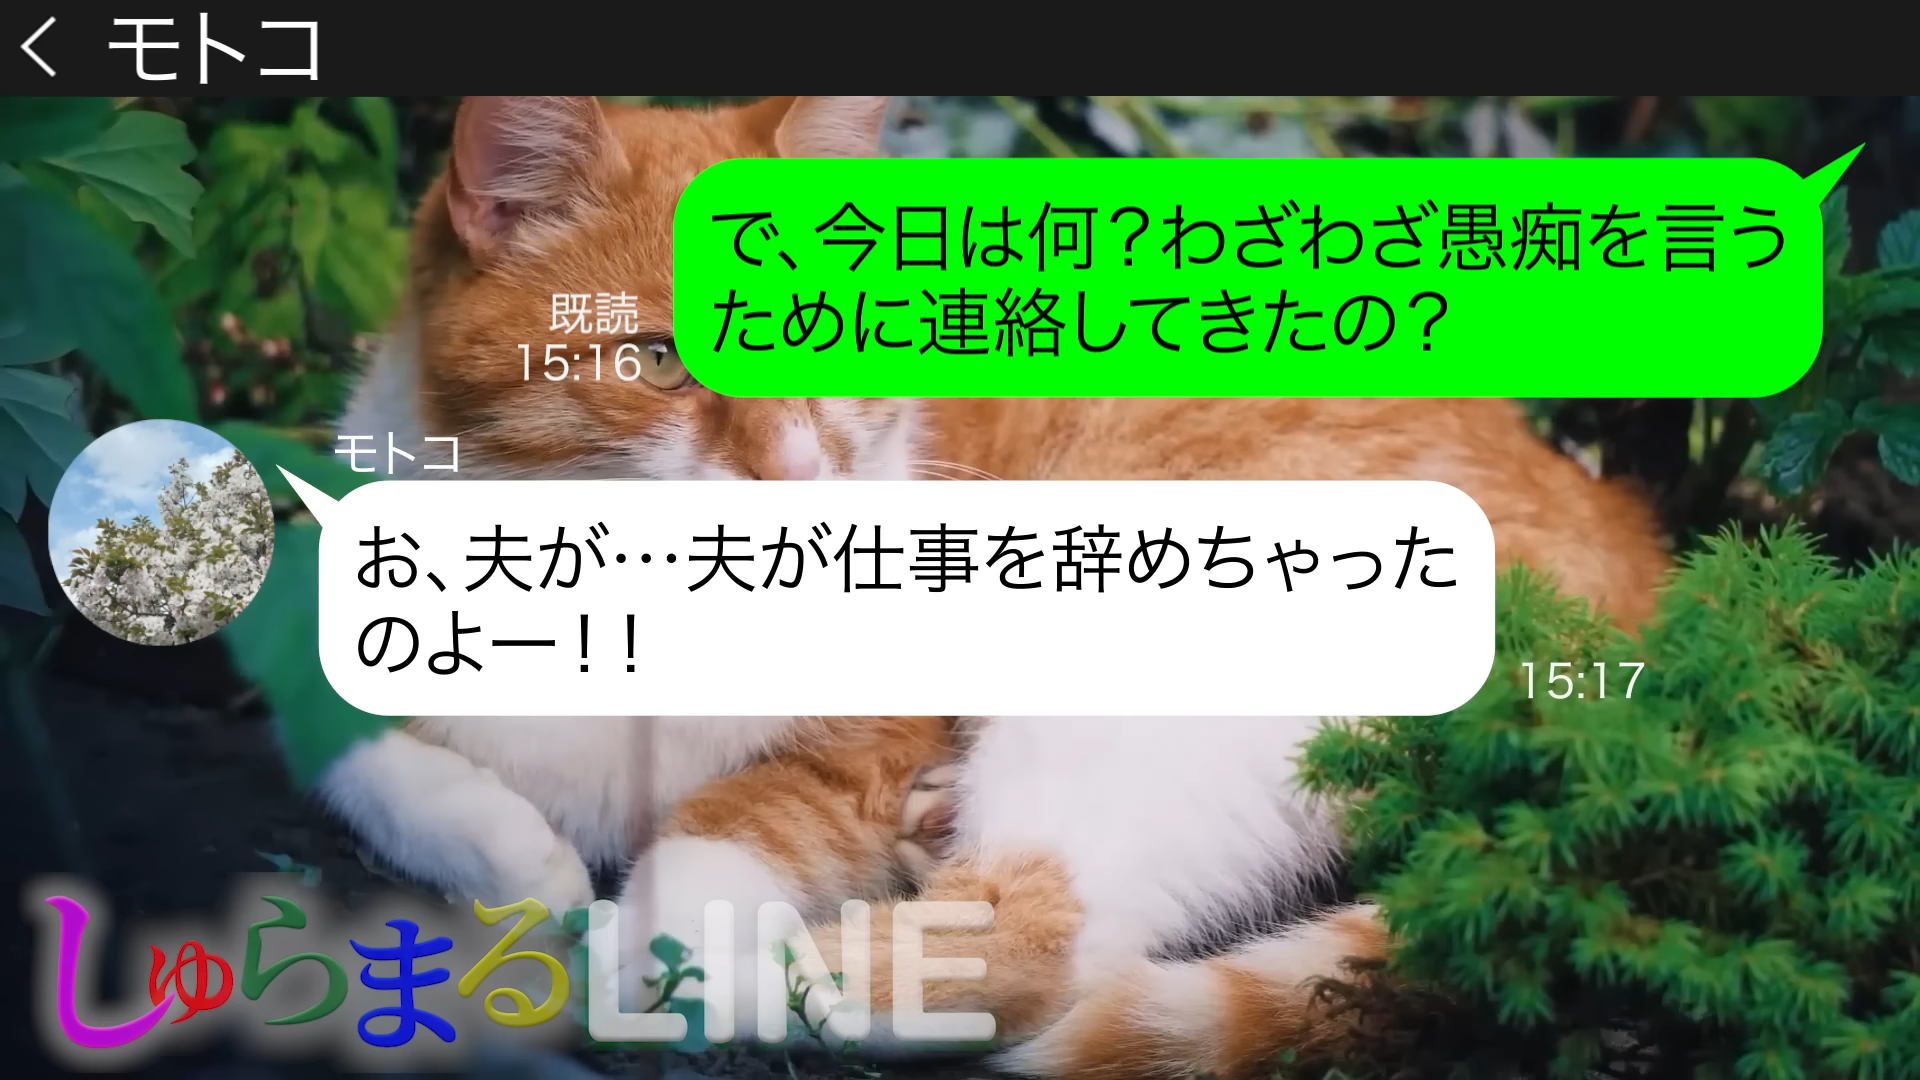 モトコ
で、今日は何？わざわざ愚痴を言う
ために連絡してきたの？
既読
15:16
モトコ
お、夫が…夫が仕事を辞めちゃった
のよー！！
15:17
しゅらまるLINE